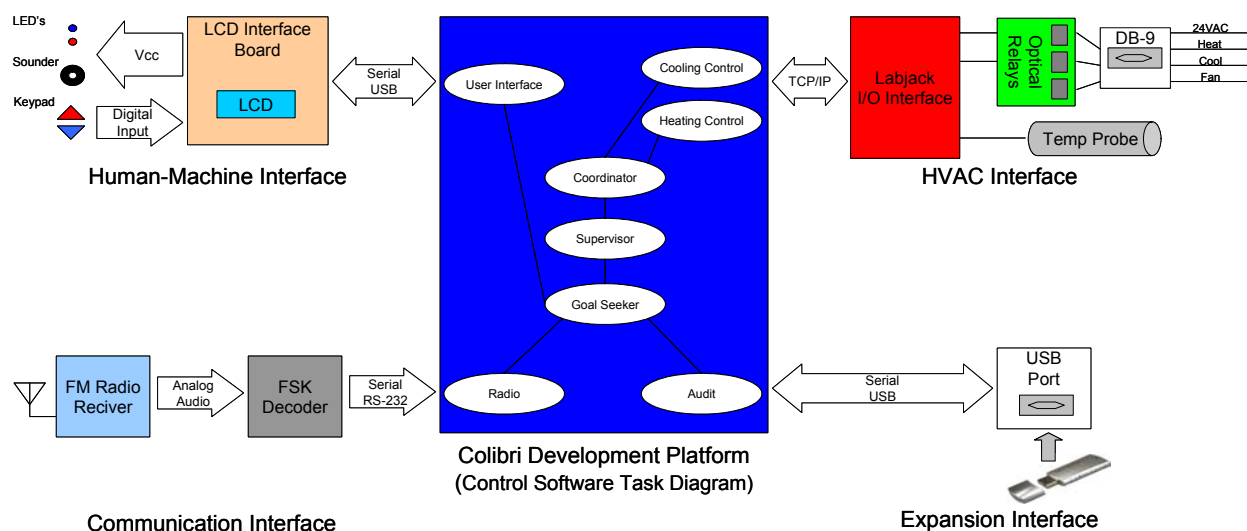 LED's
Sounder
Keypad
Vcc
Digital
Input
LCD Interface
Board
LCD
Serial
USB
Human-Machine Interface
User Interface
Cooling Control
Heating Control
Coordinator
Supervisor
Goal Seeker
Radio
Audit
TCP/IP
Labjack
I/O Interface
Optical
Relays
DB-9
24VAC
Heat
Cool
Fan
Temp Probe
HVAC Interface
FM Radio
Reciver
Analog
Audio
FSK
Decoder
Serial
RS-232
Communication Interface
Colibri Development Platform
(Control Software Task Diagram)
Serial
USB
USB
Port
Expansion Interface